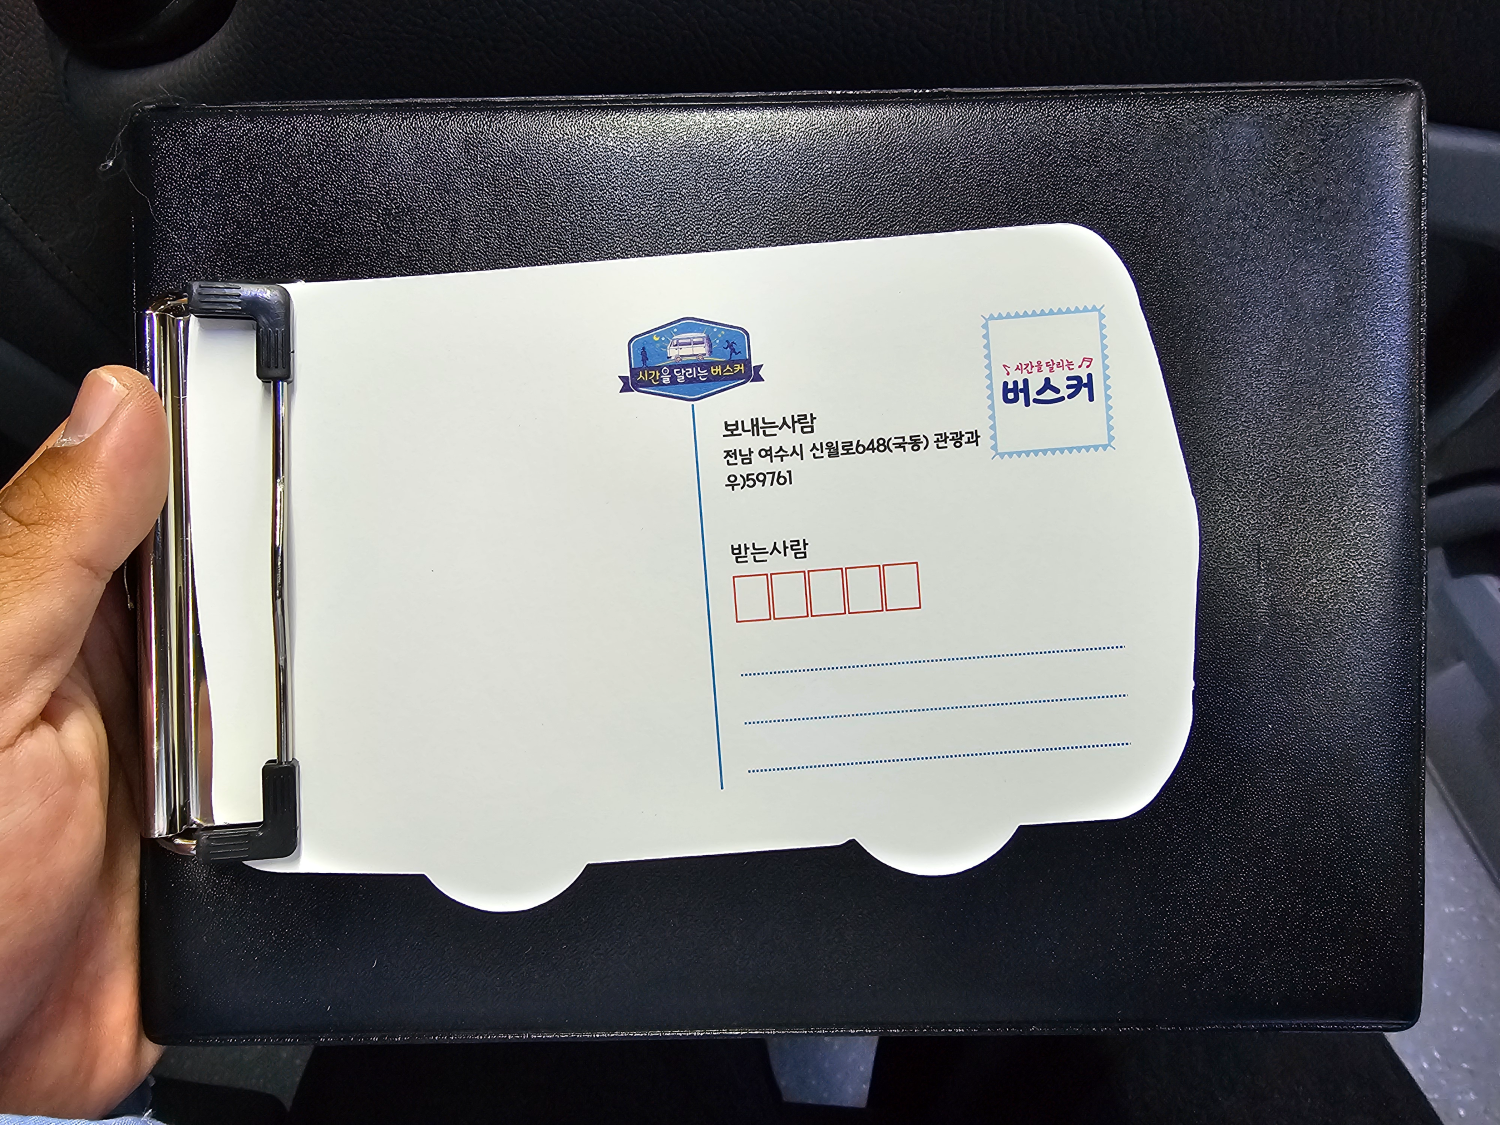 시간을 달리는 버스커
시간을 달리는
버스커
보내는사람
전남 여수시 신월로648(국동) 관광과
우)59761
받는사람